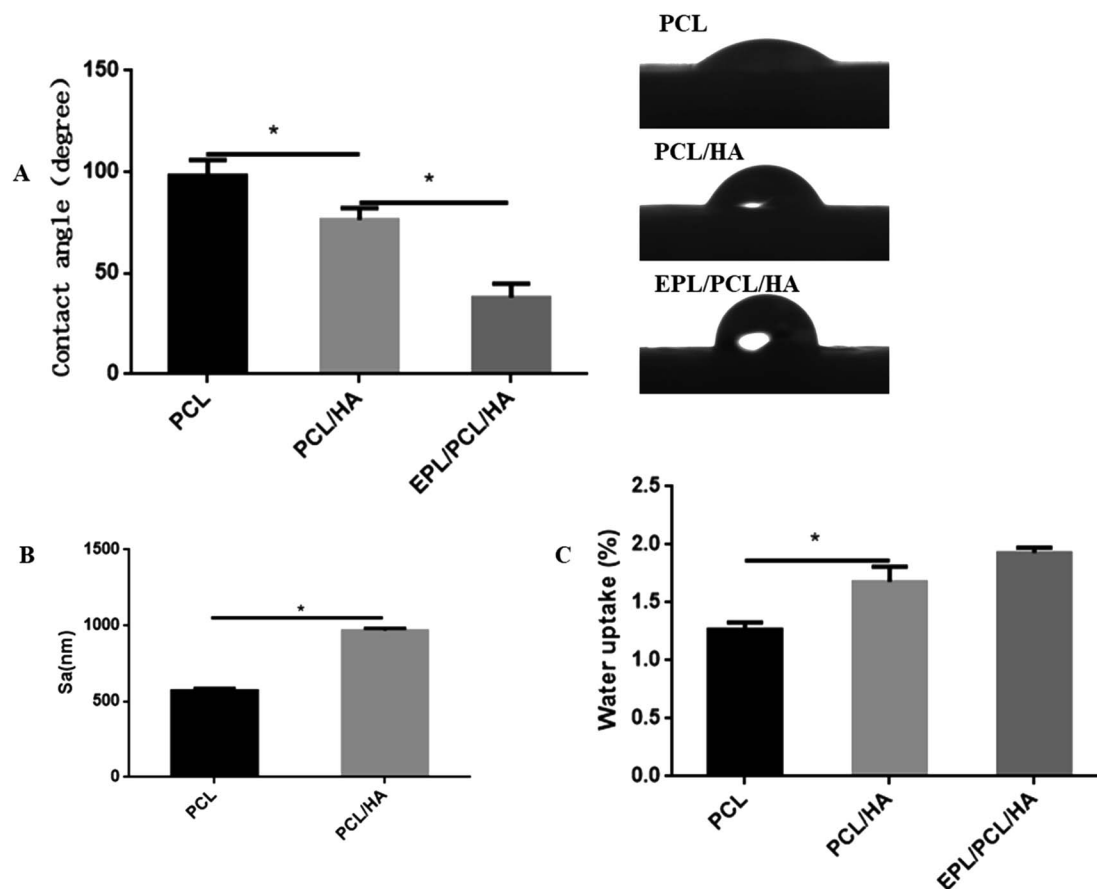 A
Contact angle (degree)
150
100
50
0
*
*
PCL
PCL/HA
EPL/PCL/HA
PCL
PCL/HA
EPL/PCL/HA
B
Sa(nm)
1500
1000
500
0
*
PCL
PCL/HA
C
Water uptake (%)
2.5
2.0
1.5
1.0
0.5
0.0
*
PCL
PCL/HA
EPL/PCL/HA